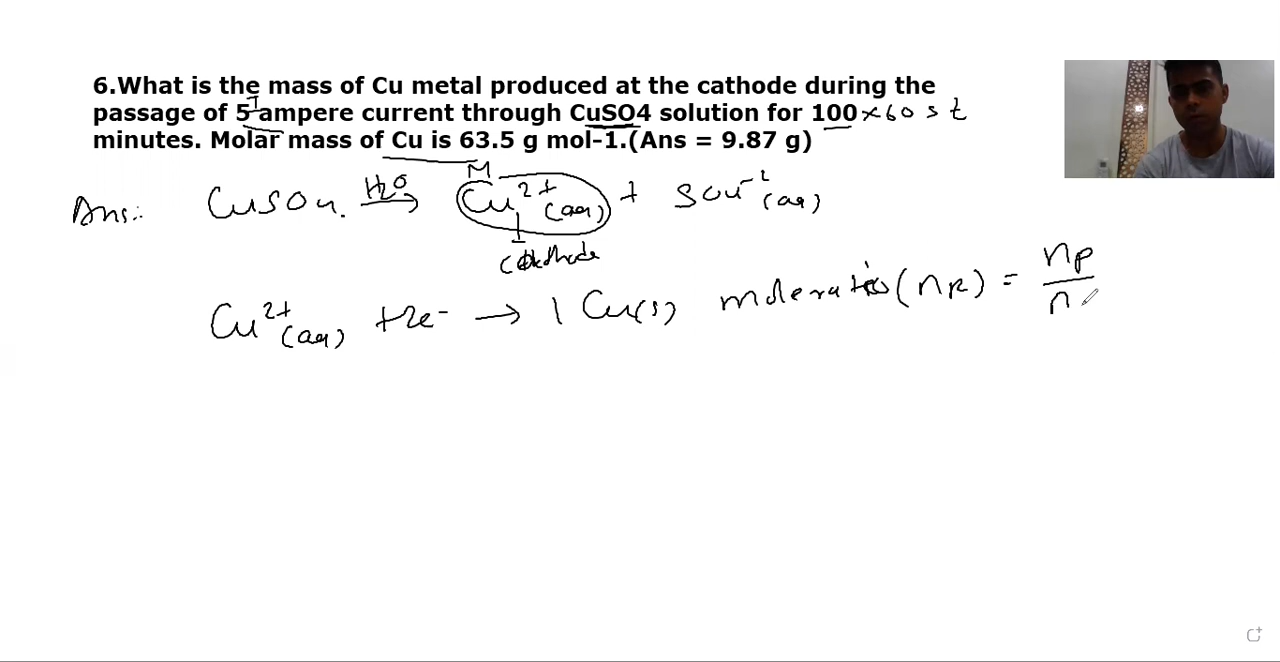 6.What is the mass of Cu metal produced at the cathode during the
passage of 5 I ampere current through CuSO4 solution for 100 ×60 s t
minutes. Molar mass of Cu is 63.5 g mol-1.(Ans = 9.87 g)
M
Ans:. CuSO4. H2O → Cu2+(aq) + SO4-2(aq)
Cathode
Cu2+(aq) +2e- → 1 Cu(s) mole ratio (nR) = np
n